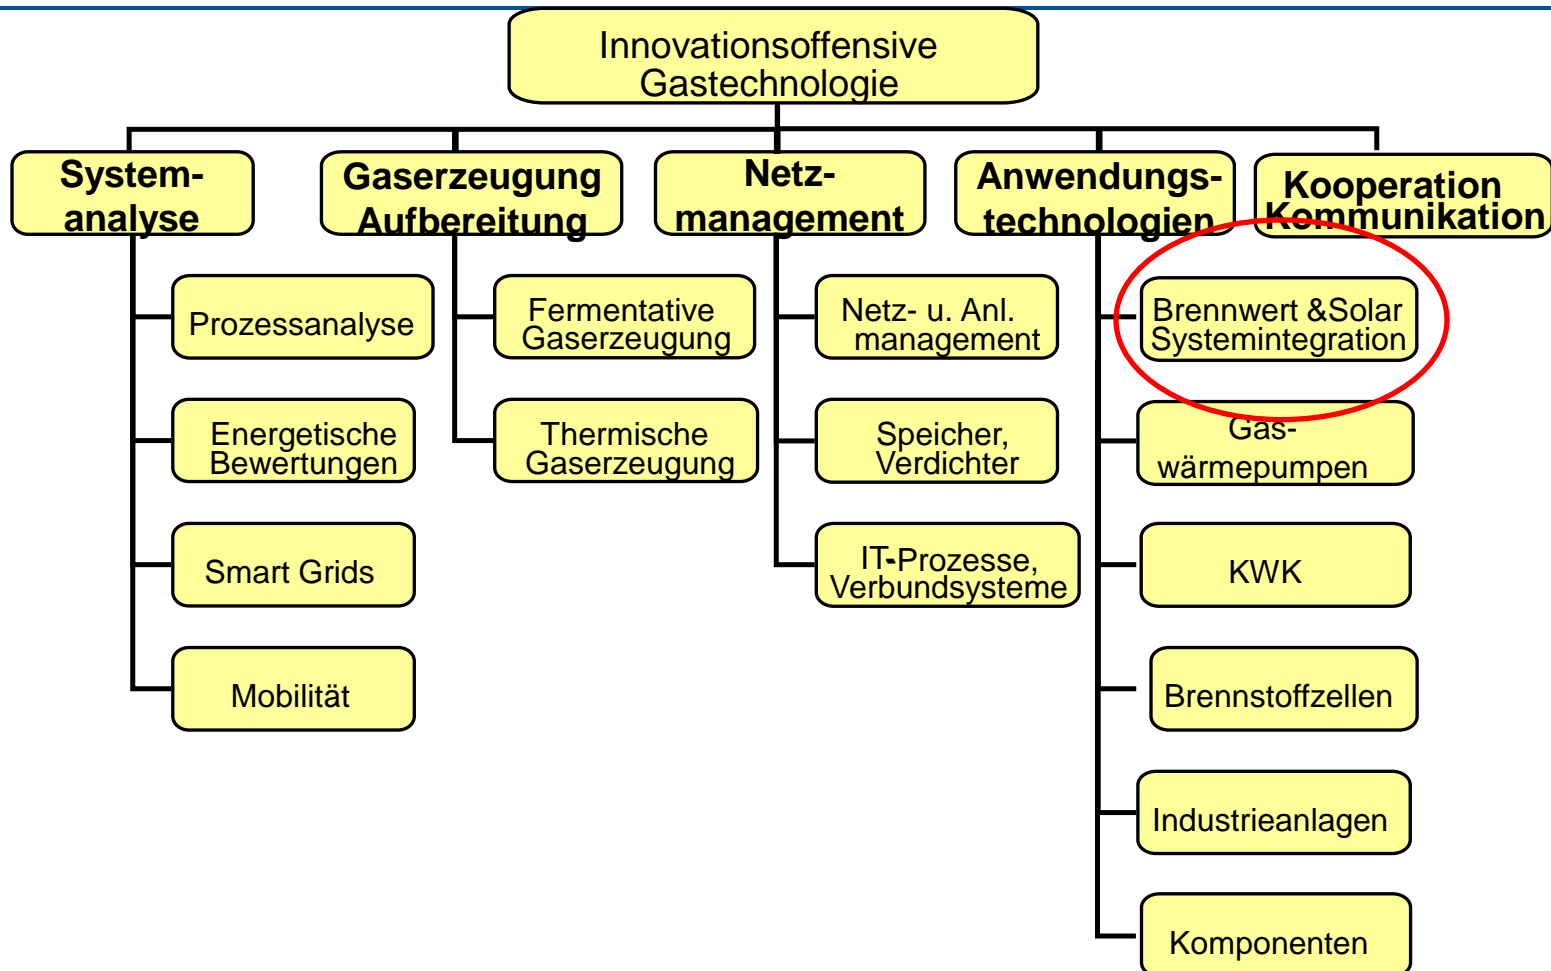 Innovationsoffensive
Gastechnologie
System-
analyse
Gaserzeugung
Aufbereitung
Netz-
management
Anwendungs-
technologien
Kooperation
Kommunikation
Prozessanalyse
Energetische
Bewertungen
Smart Grids
Mobilität
Fermentative
Gaserzeugung
Thermische
Gaserzeugung
Netz- u. Anl.
management
Speicher,
Verdichter
IT-Prozesse,
Verbundsysteme
Brennwert &Solar
Systemintegration
Gas-
wärmepumpen
KWK
Brennstoffzellen
Industrieanlagen
Komponenten